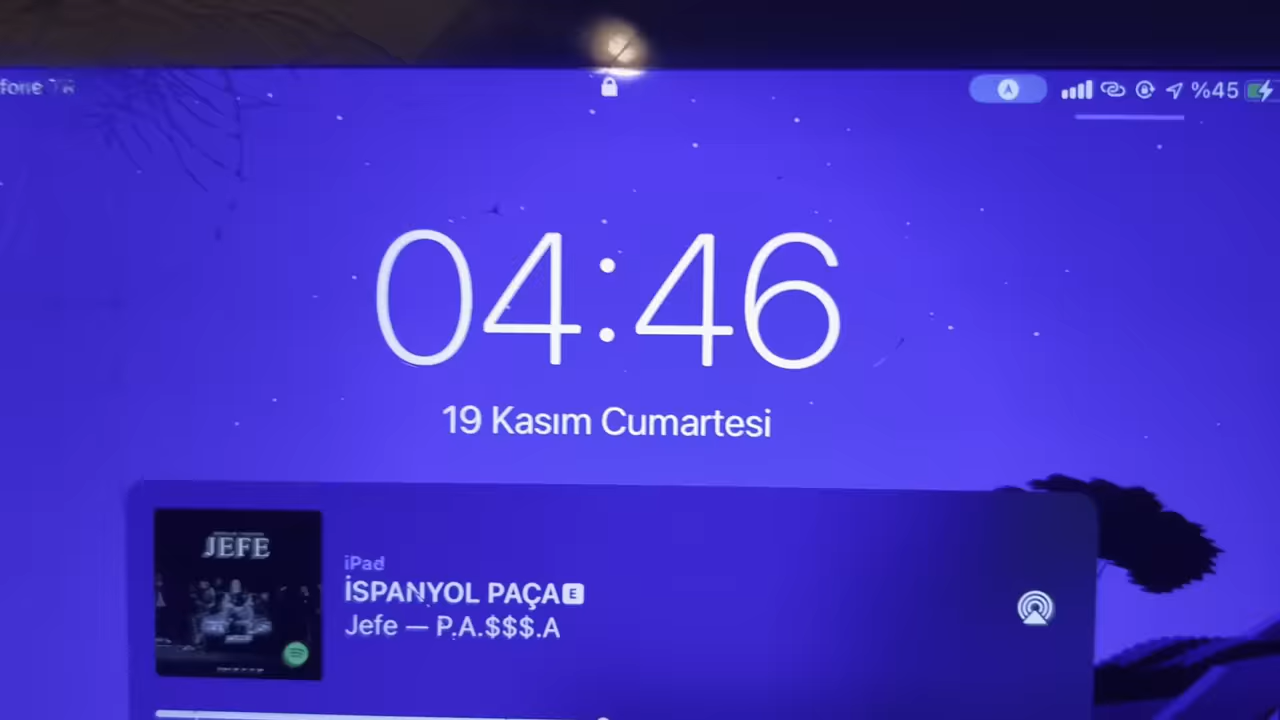 %45
04:46
19 Kasım Cumartesi
JEFE
iPad
İSPANYOL PAÇA E
Jefe — P.A.$$$.A